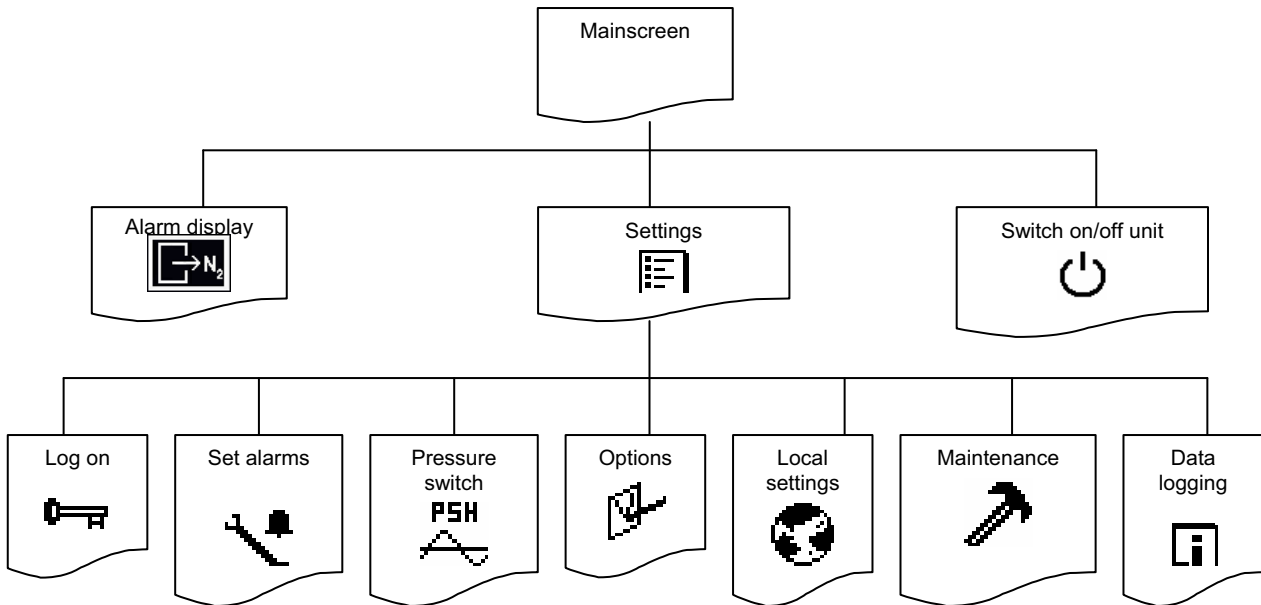 Mainscreen
Alarm display
N2
Settings
Switch on/off unit
Log on
Set alarms
Pressure
switch
PSH
Options
Local
settings
Maintenance
Data
logging
i